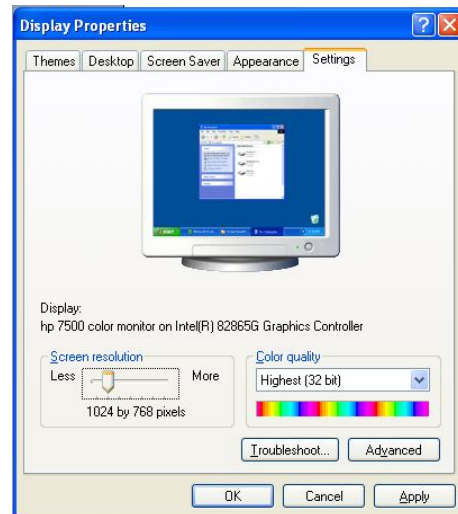 Display Properties
Themes Desktop Screen Saver Appearance Settings
start
Display:
hp 7500 color monitor on Intel(R) 82865G Graphics Controller
Screen resolution
Less More
1024 by 768 pixels
Color quality
Highest (32 bit)
Troubleshoot... Advanced
OK Cancel Apply